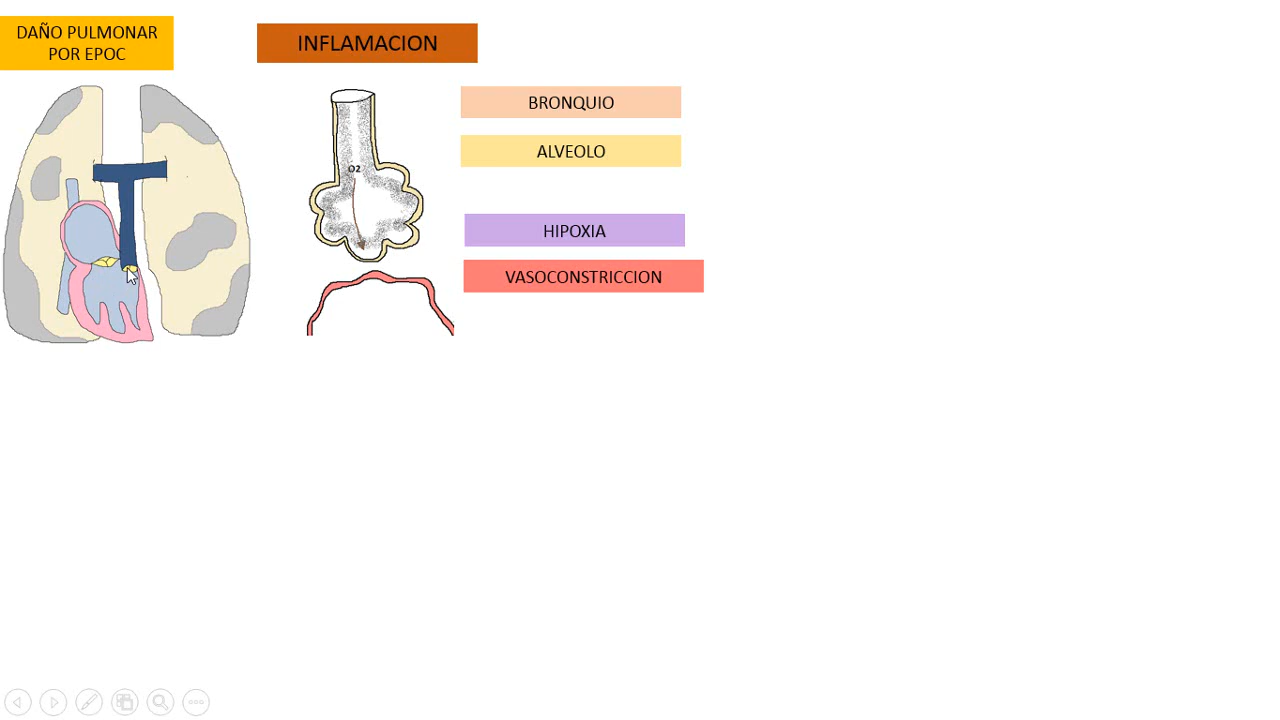 DAÑO PULMONAR
POR EPOC
INFLAMACION
BRONQUIO
ALVEOLO
O2
HIPOXIA
VASOCONSTRICCION